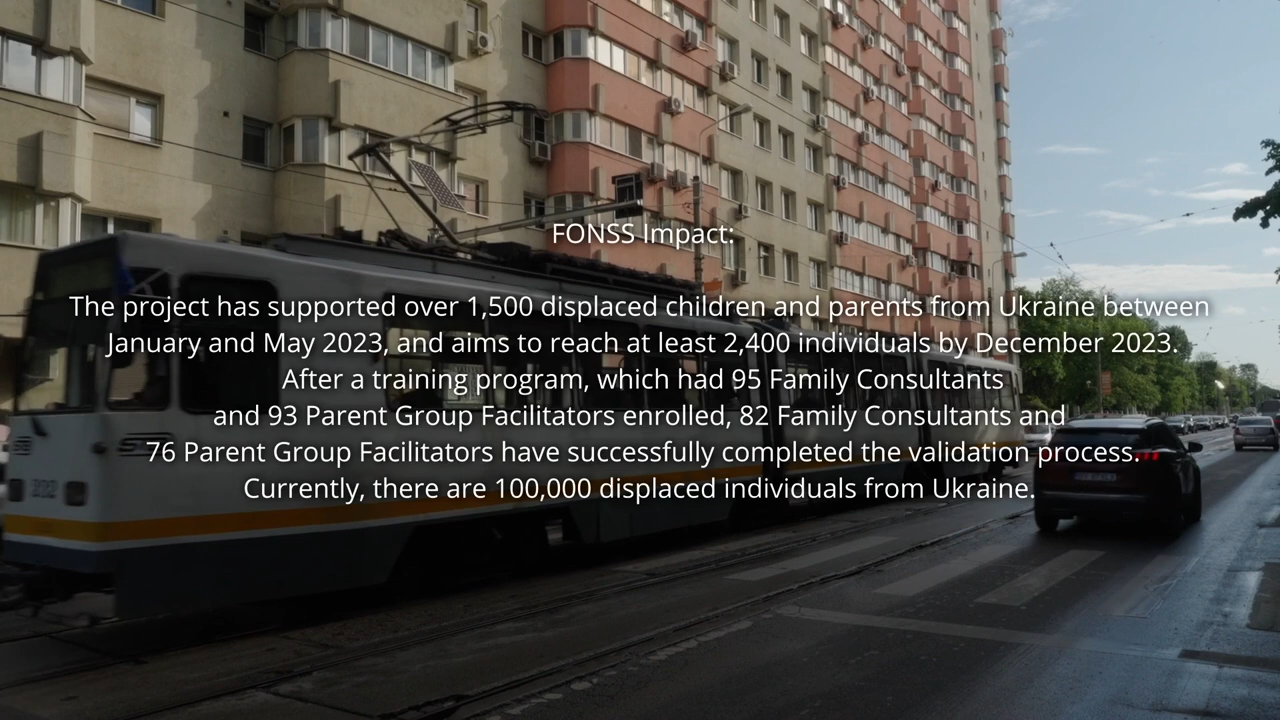 FONSS Impact:
The project has supported over 1,500 displaced children and parents from Ukraine between
January and May 2023, and aims to reach at least 2,400 individuals by December 2023.
After a training program, which had 95 Family Consultants
and 93 Parent Group Facilitators enrolled, 82 Family Consultants and
76 Parent Group Facilitators have successfully completed the validation process.
Currently, there are 100,000 displaced individuals from Ukraine.